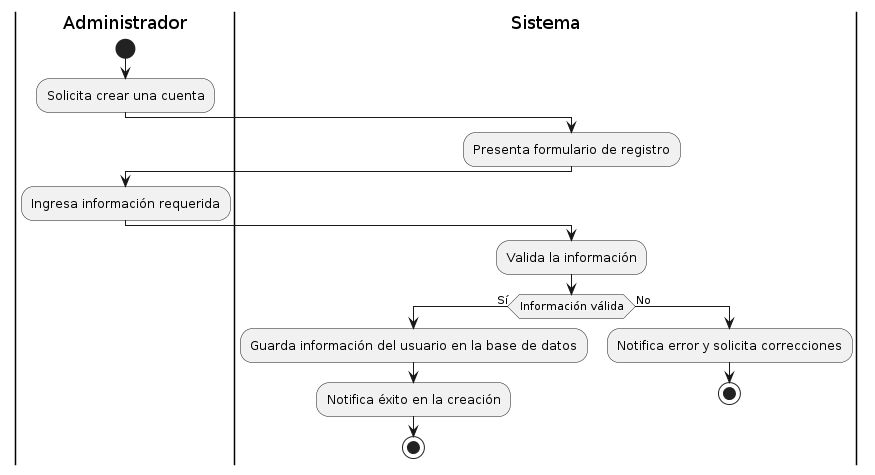 Administrador
Sistema
Solicita crear una cuenta
Presenta formulario de registro
Ingresa información requerida
Valida la información
Información válida
Sí
No
Guarda información del usuario en la base de datos
Notifica error y solicita correcciones
Notifica éxito en la creación